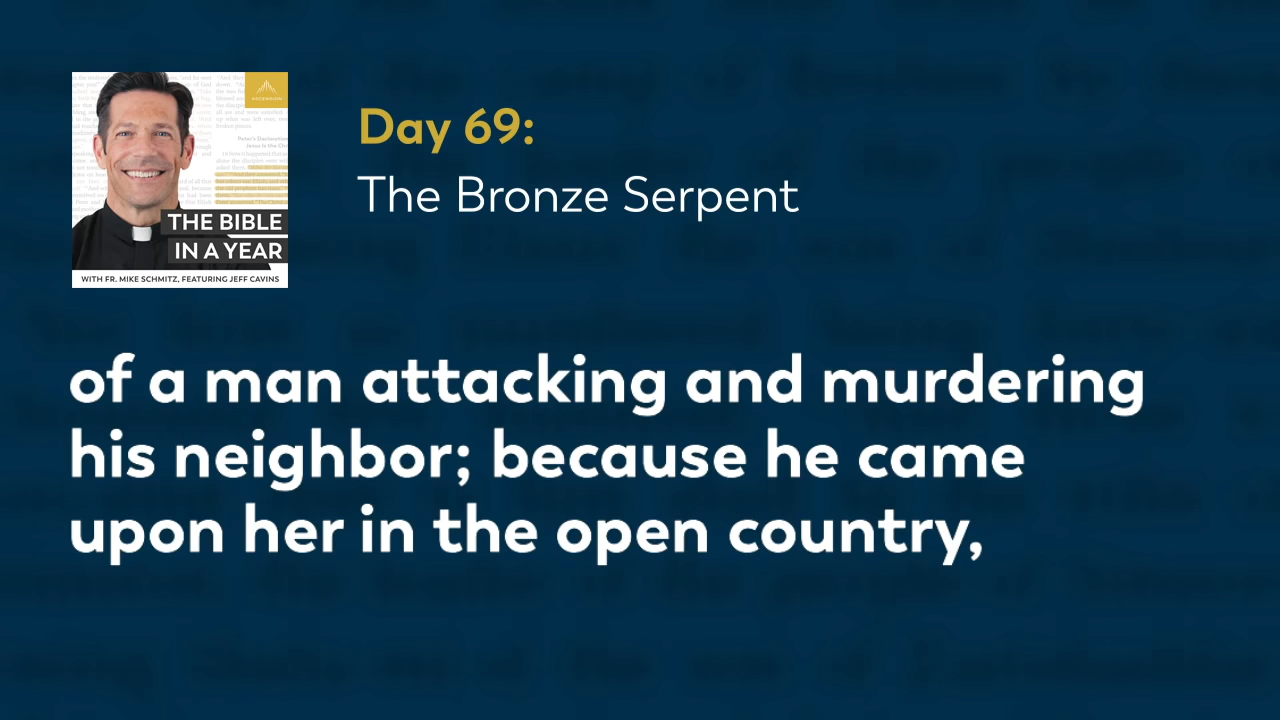 ASCENSION
THE BIBLE
IN A YEAR
WITH FR. MIKE SCHMITZ, FEATURING JEFF CAVINS
Day 69:
The Bronze Serpent
of a man attacking and murdering
his neighbor; because he came
upon her in the open country,